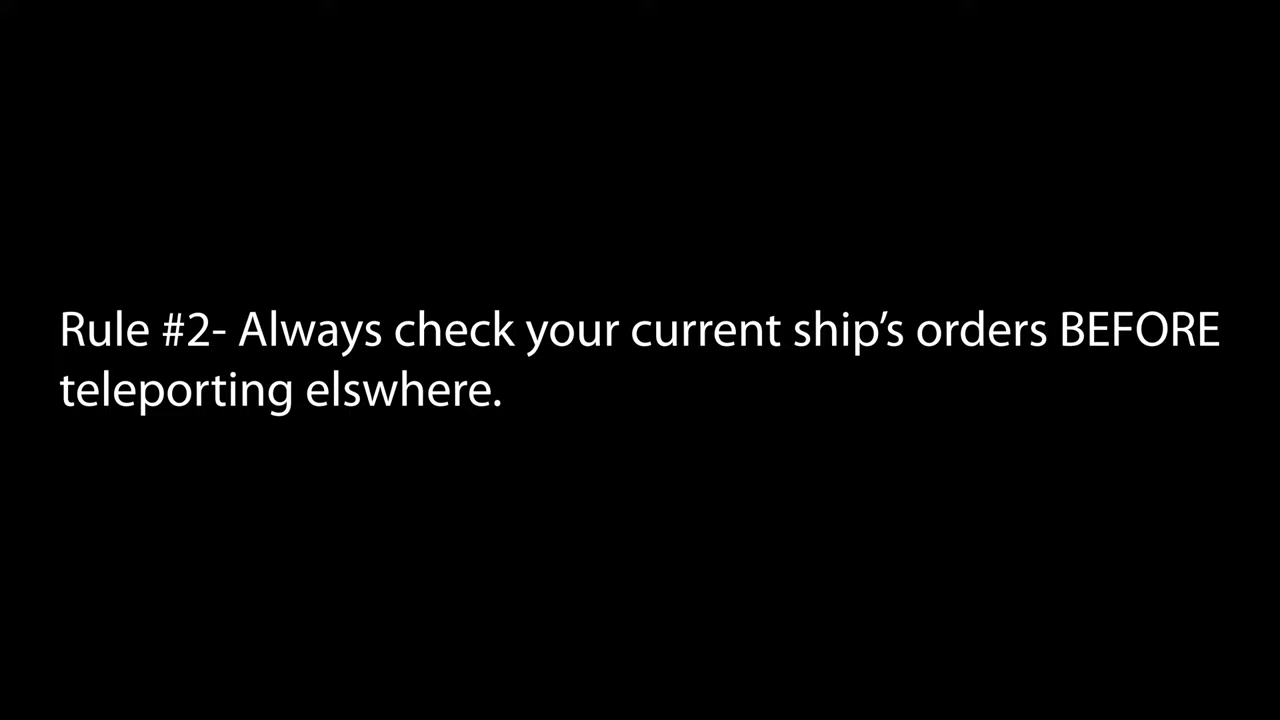 Rule #2- Always check your current ship’s orders BEFORE
teleporting elswhere.